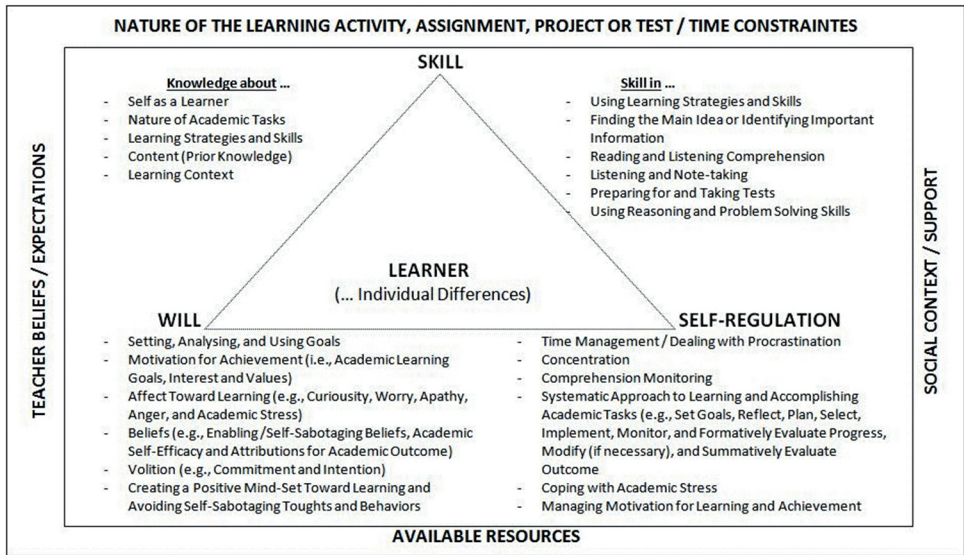 NATURE OF THE LEARNING ACTIVITY, ASSIGNMENT, PROJECT OR TEST / TIME CONSTRAINTES
SKILL
Knowledge about ...
- Self as a Learner
- Nature of Academic Tasks
- Learning Strategies and Skills
- Content (Prior Knowledge)
- Learning Context
Skill in ...
- Using Learning Strategies and Skills
- Finding the Main Idea or Identifying Important
Information
- Reading and Listening Comprehension
- Listening and Note-taking
- Preparing for and Taking Tests
- Using Reasoning and Problem Solving Skills
TEACHER BELIEFS / EXPECTATIONS
SOCIAL CONTEXT / SUPPORT
LEARNER
(... Individual Differences)
WILL
- Setting, Analysing, and Using Goals
- Motivation for Achievement (i.e., Academic Learning
Goals, Interest and Values)
- Affect Toward Learning (e.g., Curiousity, Worry, Apathy,
Anger, and Academic Stress)
- Beliefs (e.g., Enabling /Self-Sabotaging Beliefs, Academic
Self-Efficacy and Attributions for Academic Outcome)
- Volition (e.g., Commitment and Intention)
- Creating a Positive Mind-Set Toward Learning and
Avoiding Self-Sabotaging Toughts and Behaviors
SELF-REGULATION
- Time Management / Dealing with Procrastination
- Concentration
- Comprehension Monitoring
- Systematic Approach to Learning and Accomplishing
Academic Tasks (e.g., Set Goals, Reflect, Plan, Select,
Implement, Monitor, and Formatively Evaluate Progress,
Modify (if necessary), and Summatively Evaluate
Outcome
- Coping with Academic Stress
- Managing Motivation for Learning and Achievement
AVAILABLE RESOURCES